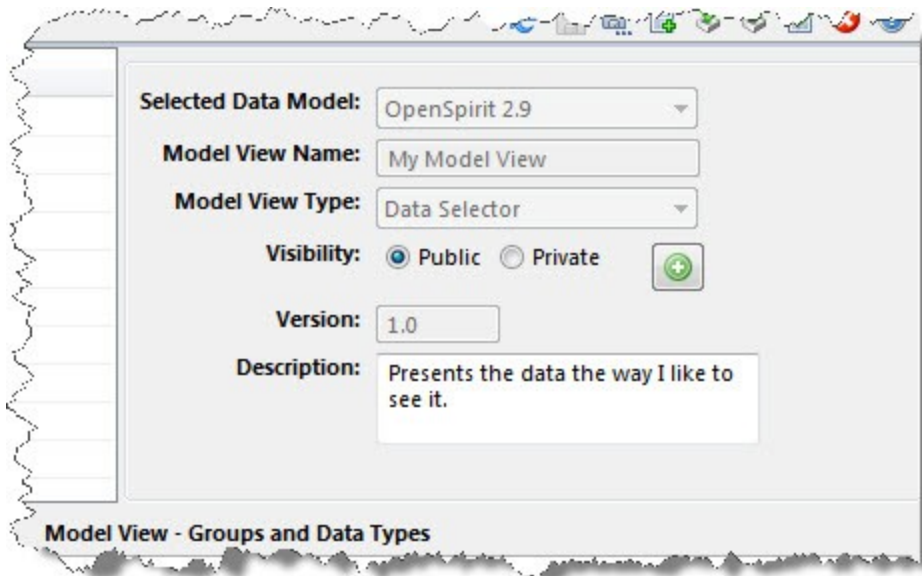 Selected Data Model: OpenSpirit 2.9
Model View Name: My Model View
Model View Type: Data Selector
Visibility: Public Private
Version: 1.0
Description: Presents the data the way I like to
see it.
Model View - Groups and Data Types